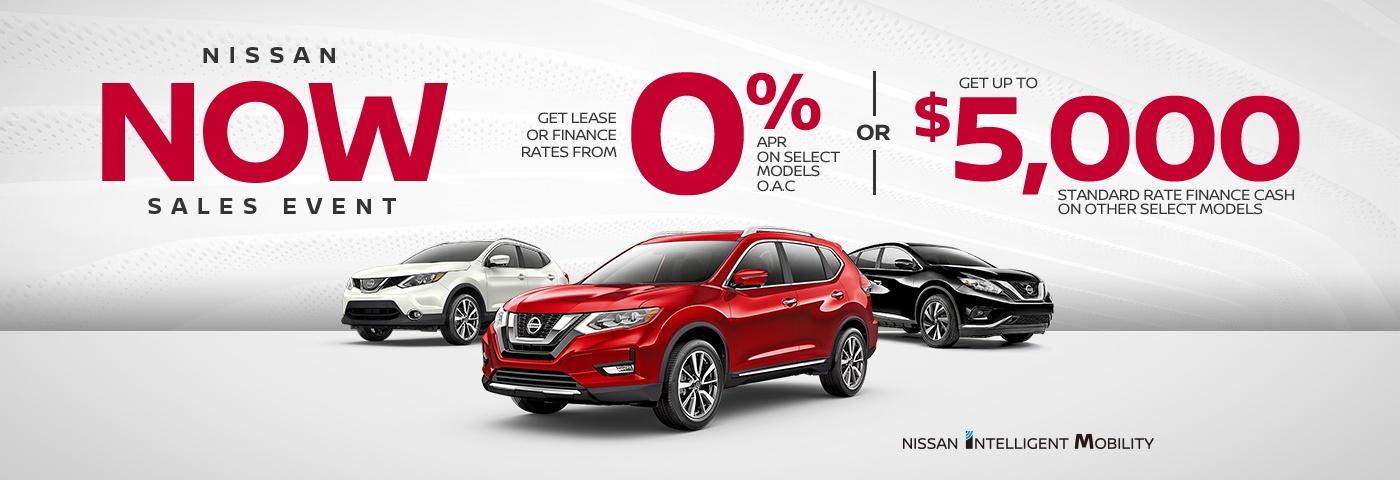 NISSAN
NOW
SALES EVENT
GET LEASE
OR FINANCE
RATES FROM
0%
APR
ON SELECT
MODELS
O.A.C
OR
GET UP TO
$5,000
STANDARD RATE FINANCE CASH
ON OTHER SELECT MODELS
NISSAN INTELLIGENT MOBILITY